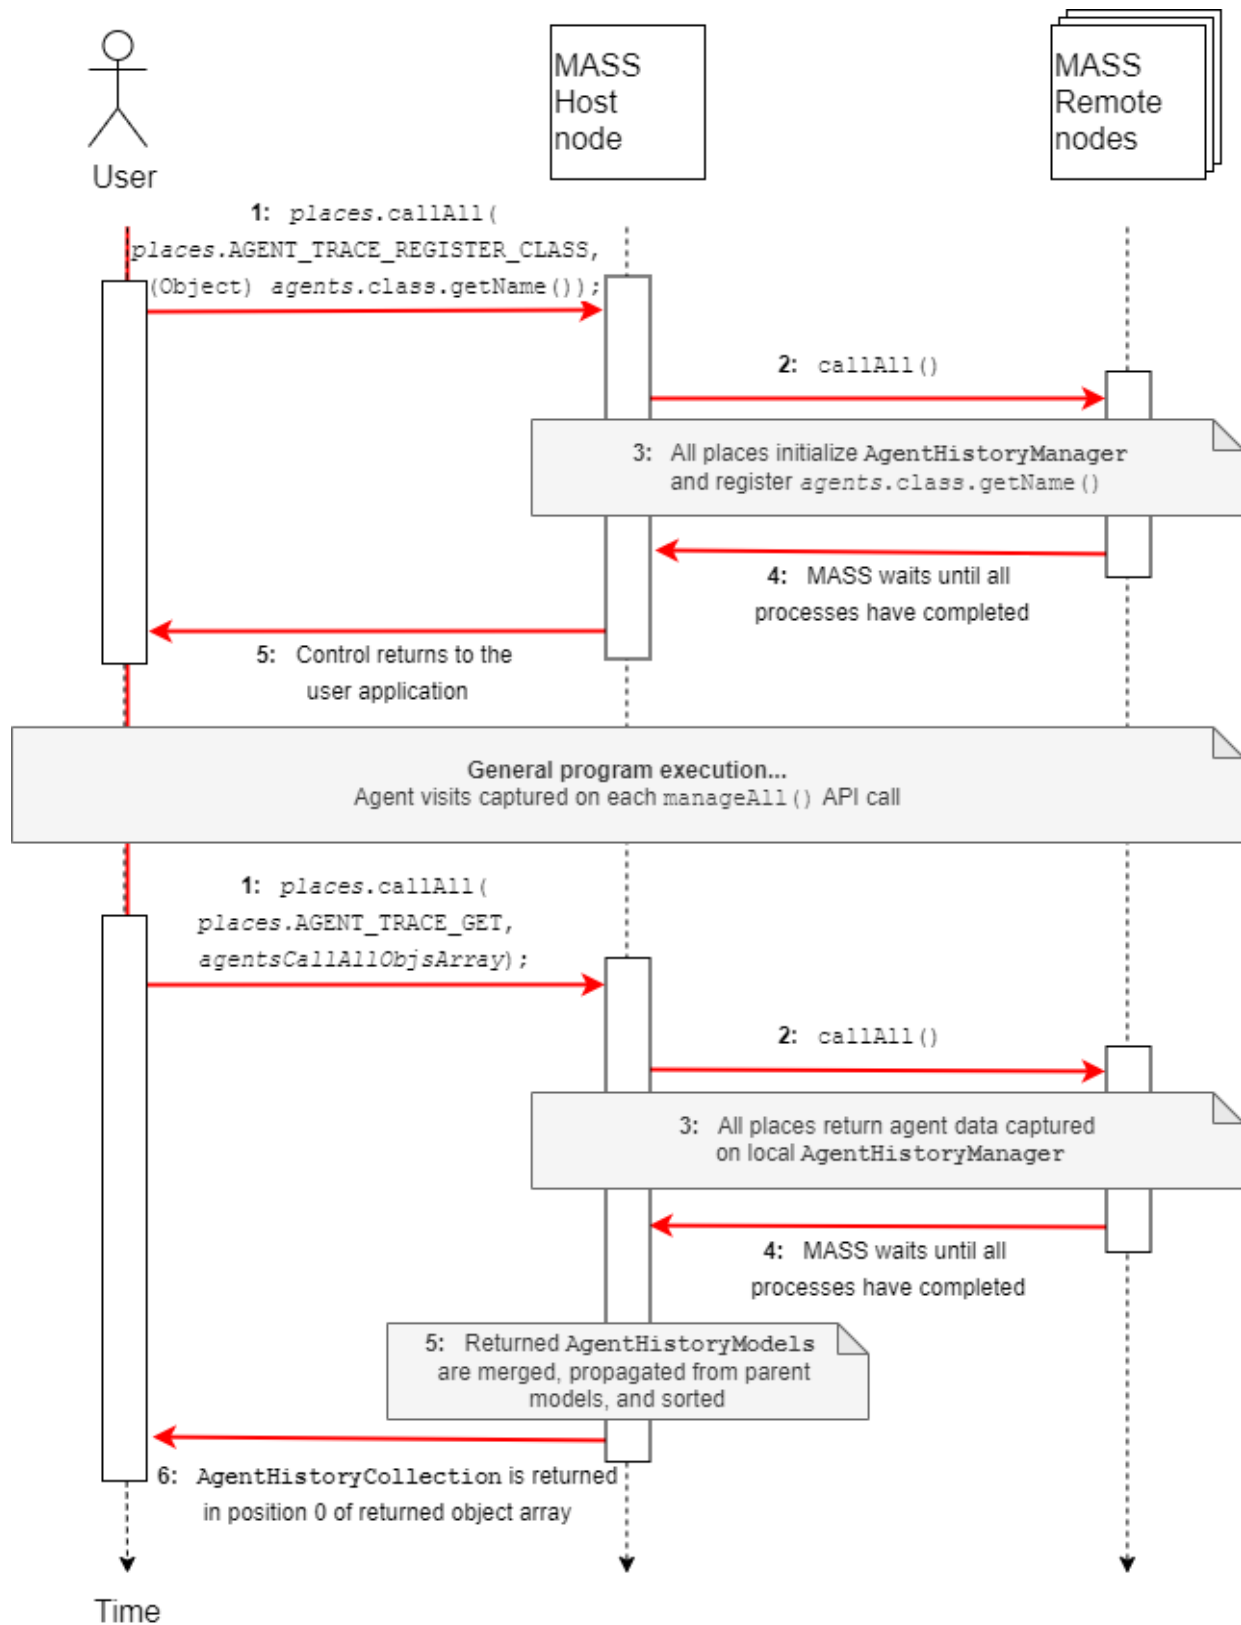 MASS
Host
node
MASS
Remote
nodes
User
1: places.callAll(
places.AGENT_TRACE_REGISTER_CLASS,
(Object) agents.class.getName());
2: callAll()
3: All places initialize AgentHistoryManager
and register agents.class.getName()
4: MASS waits until all
processes have completed
5: Control returns to the
user application
General program execution...
Agent visits captured on each manageAll() API call
1: places.callAll(
places.AGENT_TRACE_GET,
agentsCallAllObjsArray);
2: callAll()
3: All places return agent data captured
on local AgentHistoryManager
4: MASS waits until all
processes have completed
5: Returned AgentHistoryModels
are merged, propagated from parent
models, and sorted
6: AgentHistoryCollection is returned
in position 0 of returned object array
Time